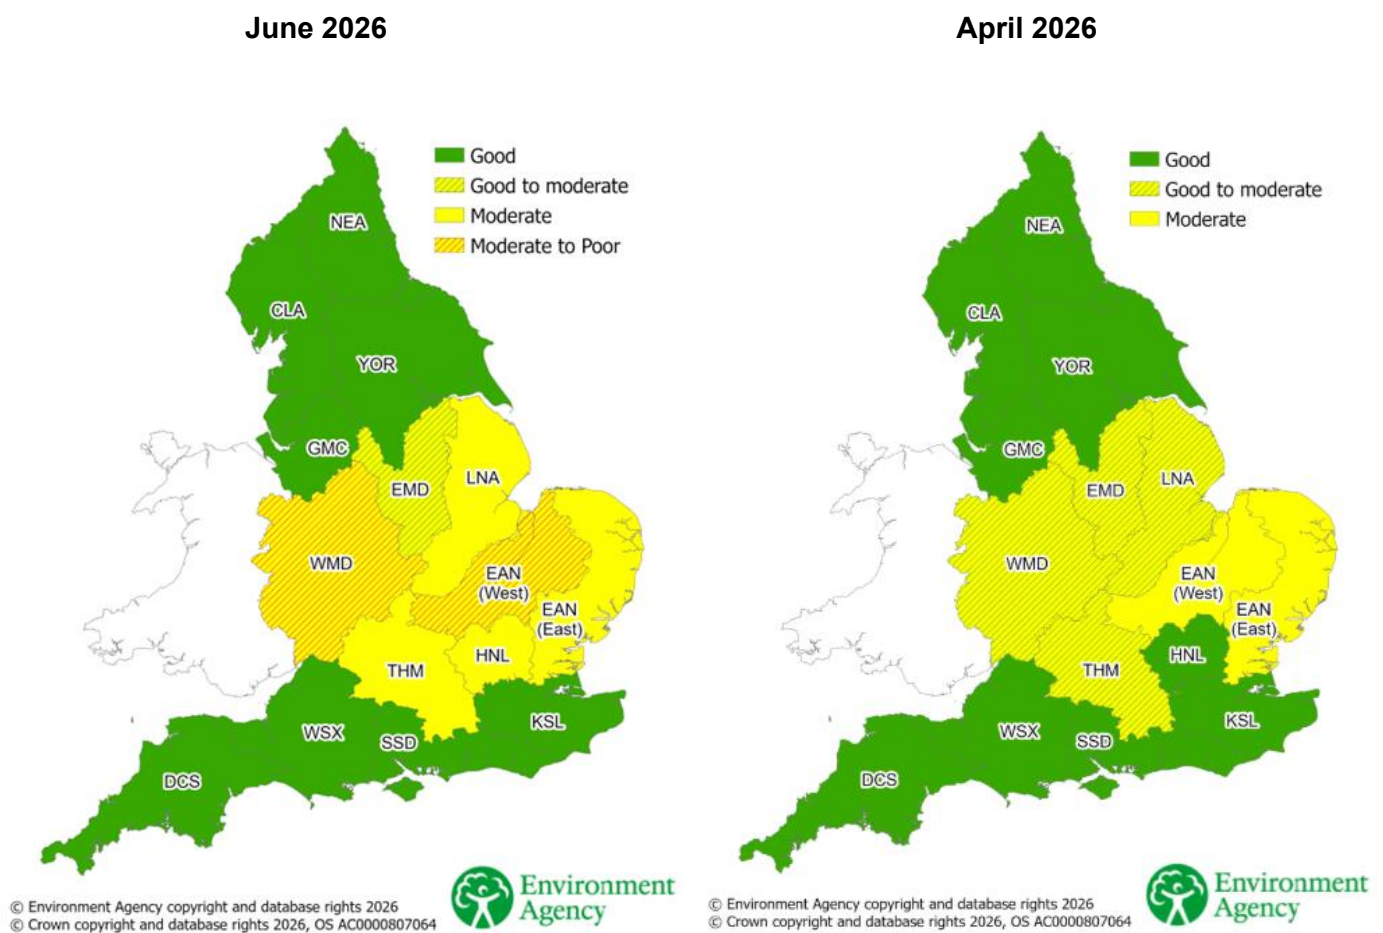 June 2026
Good
Good to moderate
Moderate
Moderate to Poor
NEA
CLA
YOR
GMC
EMD
LNA
WMD
EAN
(West)
EAN
(East)
THM
HNL
WSX
SSD
KSL
DCS
© Environment Agency copyright and database rights 2026
© Crown copyright and database rights 2026, OS AC0000807064
Environment
Agency
April 2026
Good
Good to moderate
Moderate
NEA
CLA
YOR
GMC
EMD
LNA
WMD
EAN
(West)
EAN
(East)
HNL
THM
WSX
SSD
KSL
DCS
© Environment Agency copyright and database rights 2026
© Crown copyright and database rights 2026, OS AC0000807064
Environment
Agency